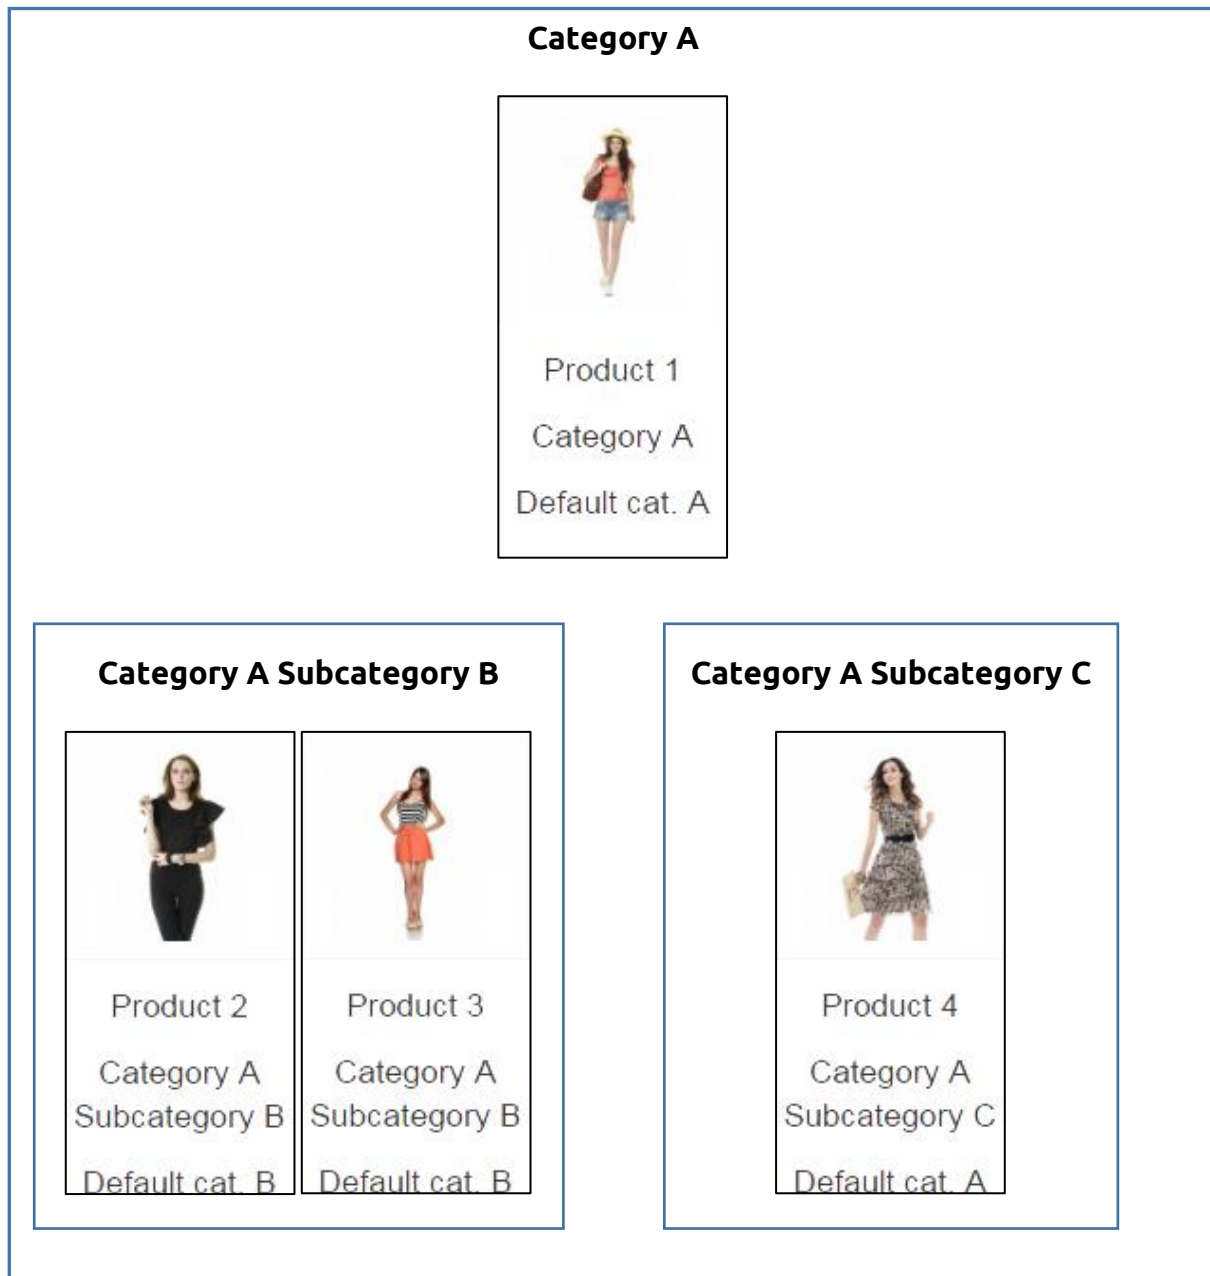 Category A
Product 1
Category A
Default cat. A
Category A Subcategory B
Product 2
Category A
Subcategory B
Default cat. B
Product 3
Category A
Subcategory B
Default cat. B
Category A Subcategory C
Product 4
Category A
Subcategory C
Default cat. A